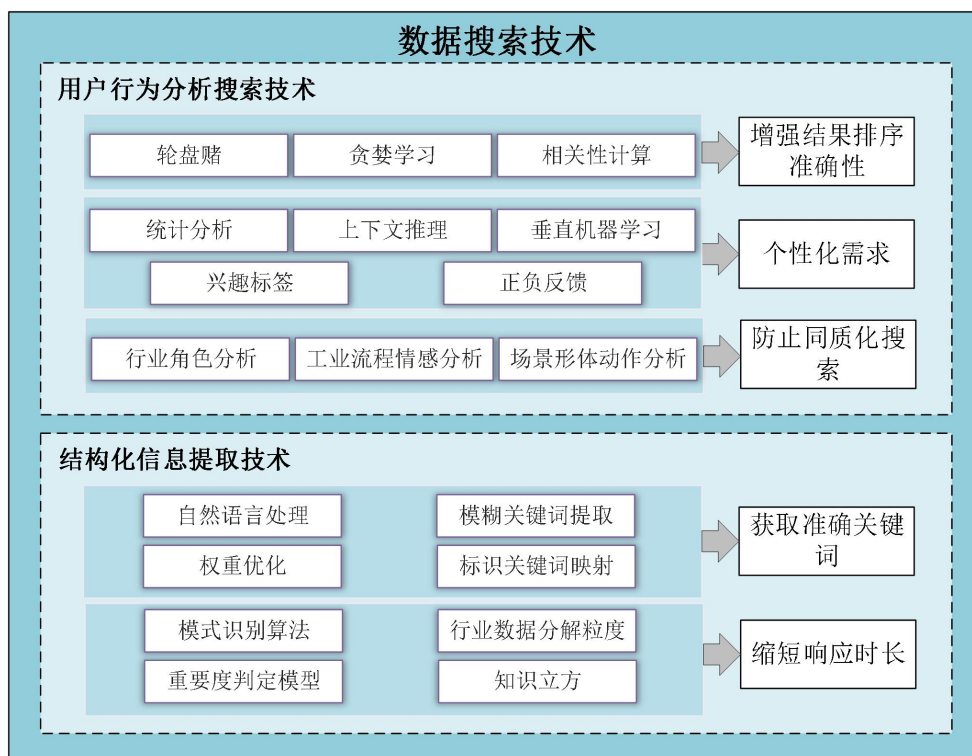 数据搜索技术
用户行为分析搜索技术
轮盘赌
贪婪学习
相关性计算
增强结果排序
准确性
统计分析
上下文推理
垂直机器学习
兴趣标签
正负反馈
个性化需求
行业角色分析
工业流程情感分析
场景形体动作分析
防止同质化搜
索
结构化信息提取技术
自然语言处理
模糊关键词提取
权重优化
标识关键词映射
获取准确关键
词
模式识别算法
行业数据分解粒度
重要度判定模型
知识立方
缩短响应时长